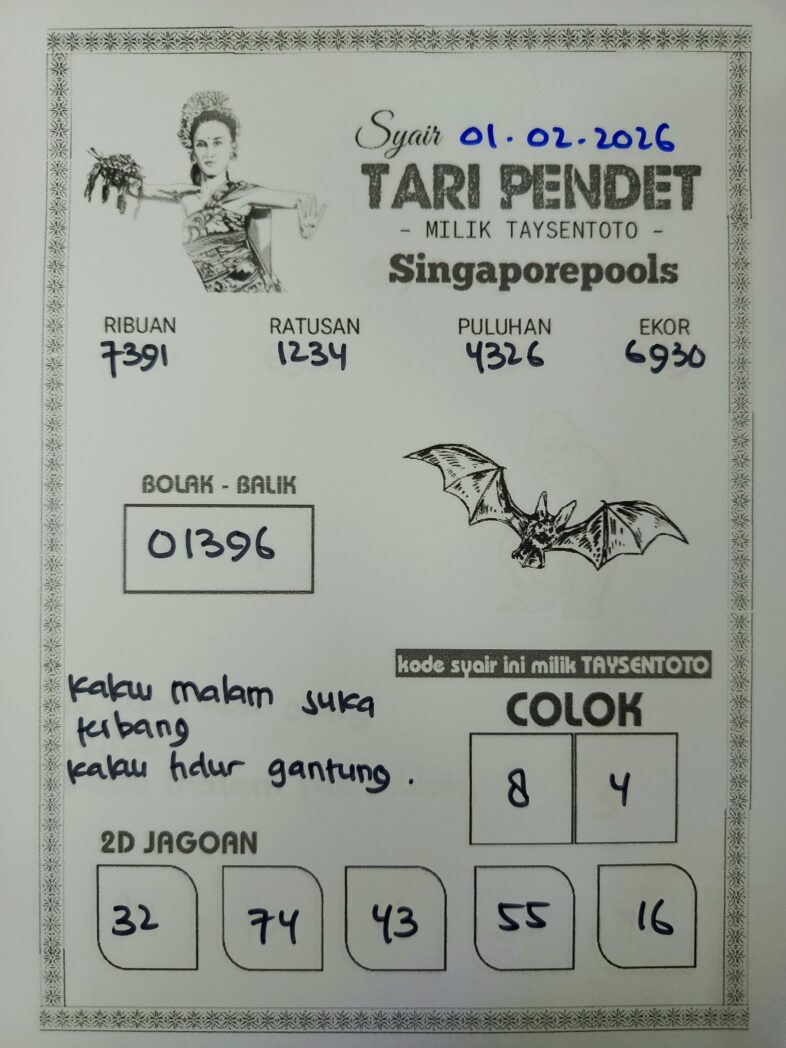 Syair 01.02.2026
TARI PENDET
- MILIK TAYSENTOTO -
Singaporepools
RIBUAN RATUSAN PULUHAN EKOR
7391 1234 4326 6930
BOLAK - BALIK
01396
kode syair ini milik TAYSENTOTO
kalau malam suka
terbang
kalau tidur gantung.
COLOK
8 4
2D JAGOAN
32 74 43 55 16